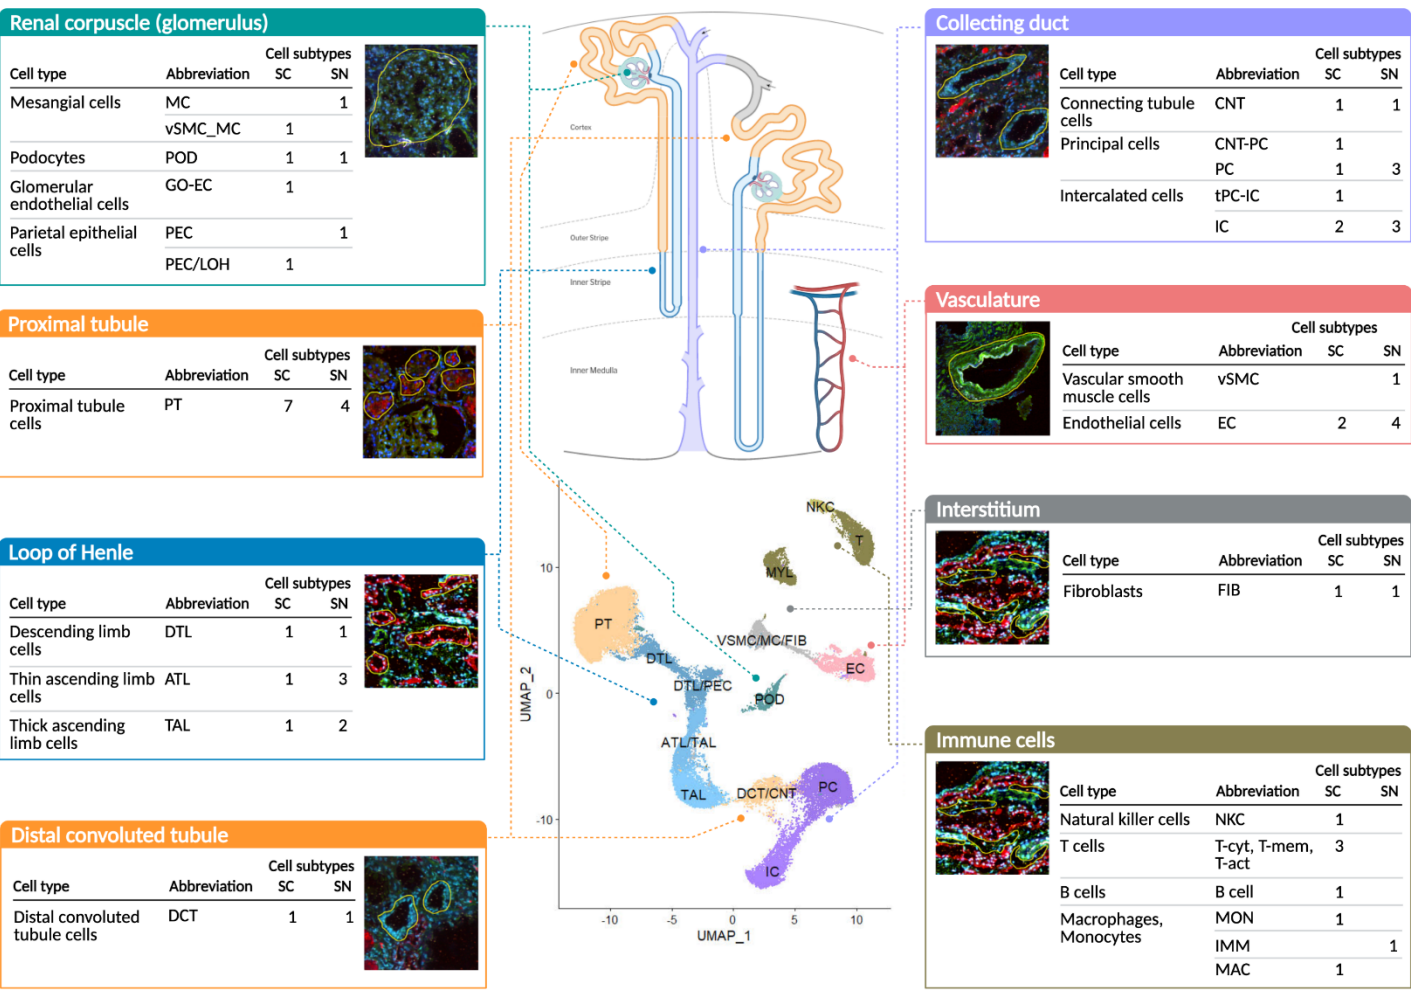 Renal corpuscle (glomerulus)
Cell subtypes
Cell type Abbreviation SC SN
Mesangial cells MC 1
vSMC_MC 1
Podocytes POD 1 1
Glomerular GO-EC 1
endothelial cells
Parietal epithelial PEC 1
cells
PEC/LOH 1
Proximal tubule
Cell subtypes
Cell type Abbreviation SC SN
Proximal tubule PT 7 4
cells
Loop of Henle
Cell subtypes
Cell type Abbreviation SC SN
Descending limb DTL 1 1
cells
Thin ascending limb ATL 1 3
cells
Thick ascending TAL 1 2
limb cells
Distal convoluted tubule
Cell subtypes
Cell type Abbreviation SC SN
Distal convoluted DCT 1 1
tubule cells
Cortex
Outer Stripe
Inner Stripe
Inner Medulla
NKC
T
MYL
PT
VSMC/MC/FIB
DTL
EC
DTL/PEC
POD
ATL/TAL
TAL
DCT/CNT
PC
IC
UMAP_2
10
0
-10
-10 -5 0 5 10
UMAP_1
Collecting duct
Cell subtypes
Cell type Abbreviation SC SN
Connecting tubule CNT 1 1
cells
Principal cells CNT-PC 1
PC 1 3
Intercalated cells tPC-IC 1
IC 2 3
Vasculature
Cell subtypes
Cell type Abbreviation SC SN
Vascular smooth vSMC 1
muscle cells
Endothelial cells EC 2 4
Interstitium
Cell subtypes
Cell type Abbreviation SC SN
Fibroblasts FIB 1 1
Immune cells
Cell subtypes
Cell type Abbreviation SC SN
Natural killer cells NKC 1
T cells T-cyt, T-mem, 3
T-act
B cells B cell 1
Macrophages, MON 1
Monocytes
IMM 1
MAC 1